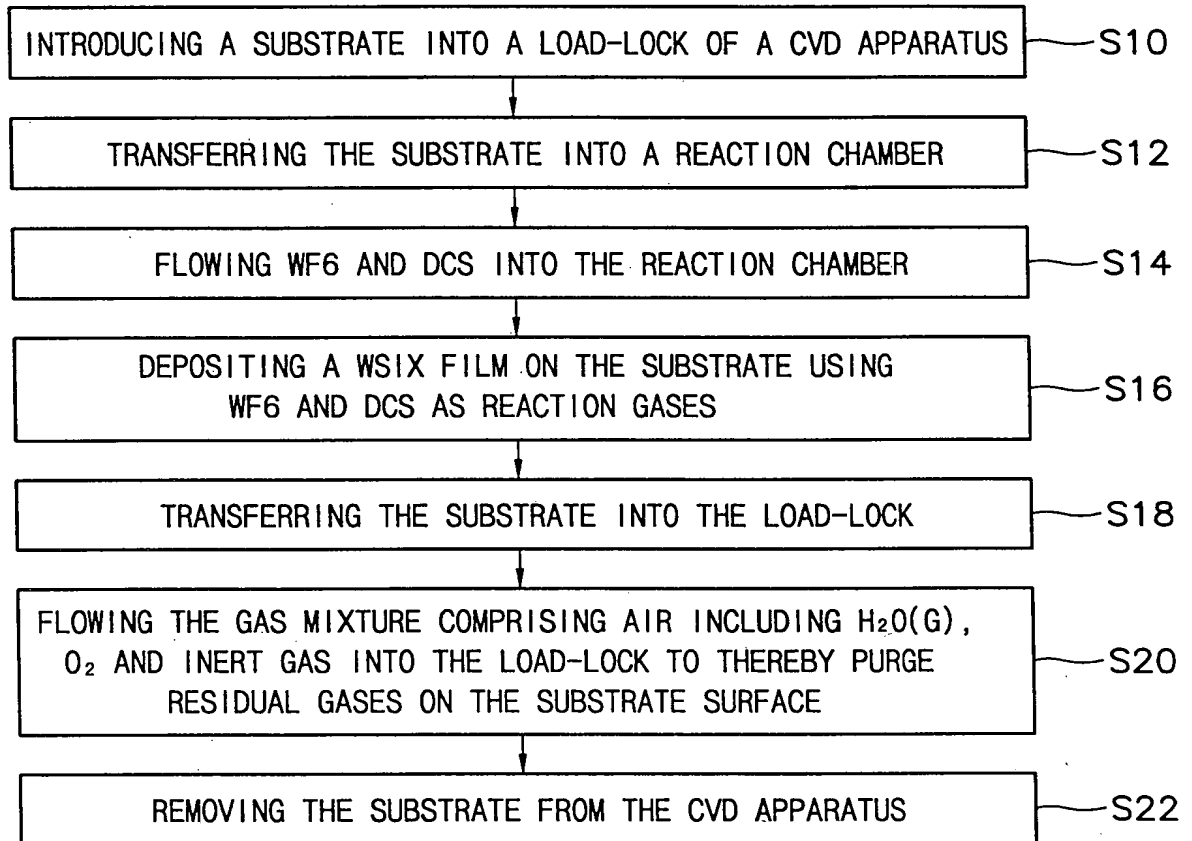 INTRODUCING A SUBSTRATE INTO A LOAD-LOCK OF A CVD APPARATUS
S10
TRANSFERRING THE SUBSTRATE INTO A REACTION CHAMBER
S12
FLOWING WF6 AND DCS INTO THE REACTION CHAMBER
S14
DEPOSITING A WSIX FILM ON THE SUBSTRATE USING
WF6 AND DCS AS REACTION GASES
S16
TRANSFERRING THE SUBSTRATE INTO THE LOAD-LOCK
S18
FLOWING THE GAS MIXTURE COMPRISING AIR INCLUDING H₂O(G),
O₂ AND INERT GAS INTO THE LOAD-LOCK TO THEREBY PURGE
RESIDUAL GASES ON THE SUBSTRATE SURFACE
S20
REMOVING THE SUBSTRATE FROM THE CVD APPARATUS
S22